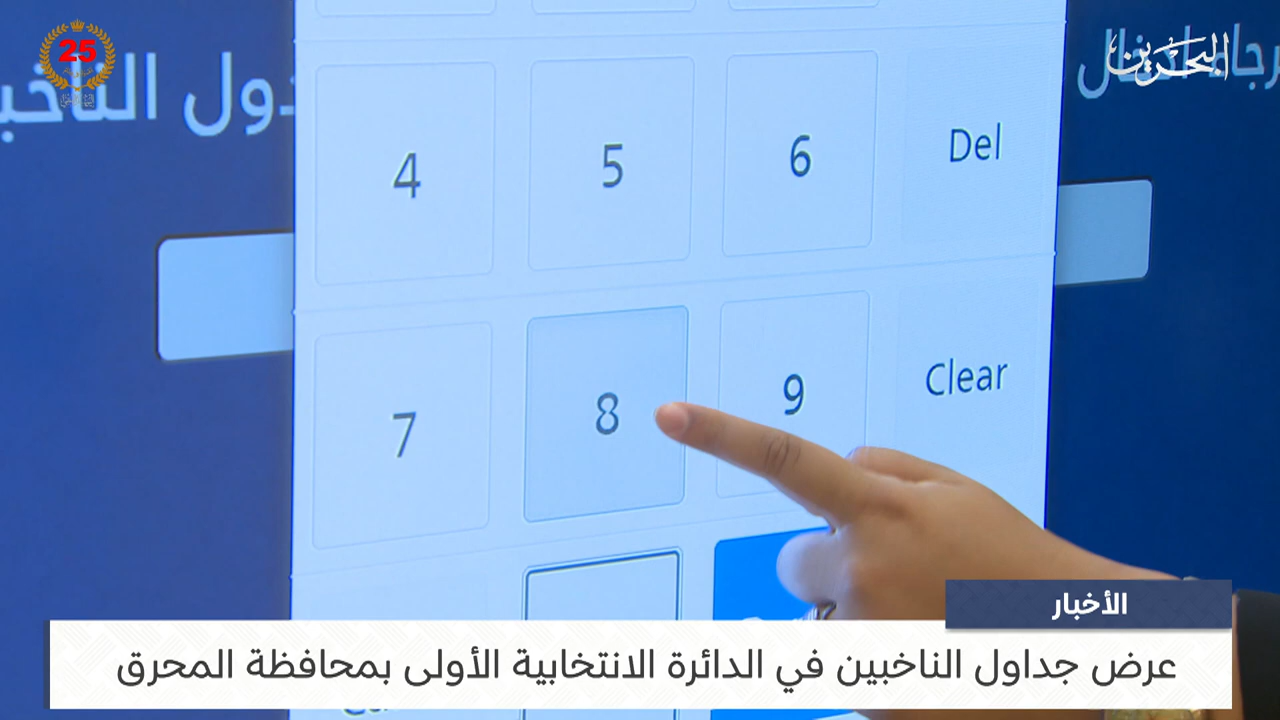 25
البحرين
دول الناخب
4 5 6 Del
7 8 9 Clear
الأخبار
عرض جداول الناخبين في الدائرة الانتخابية الأولى بمحافظة المحرق